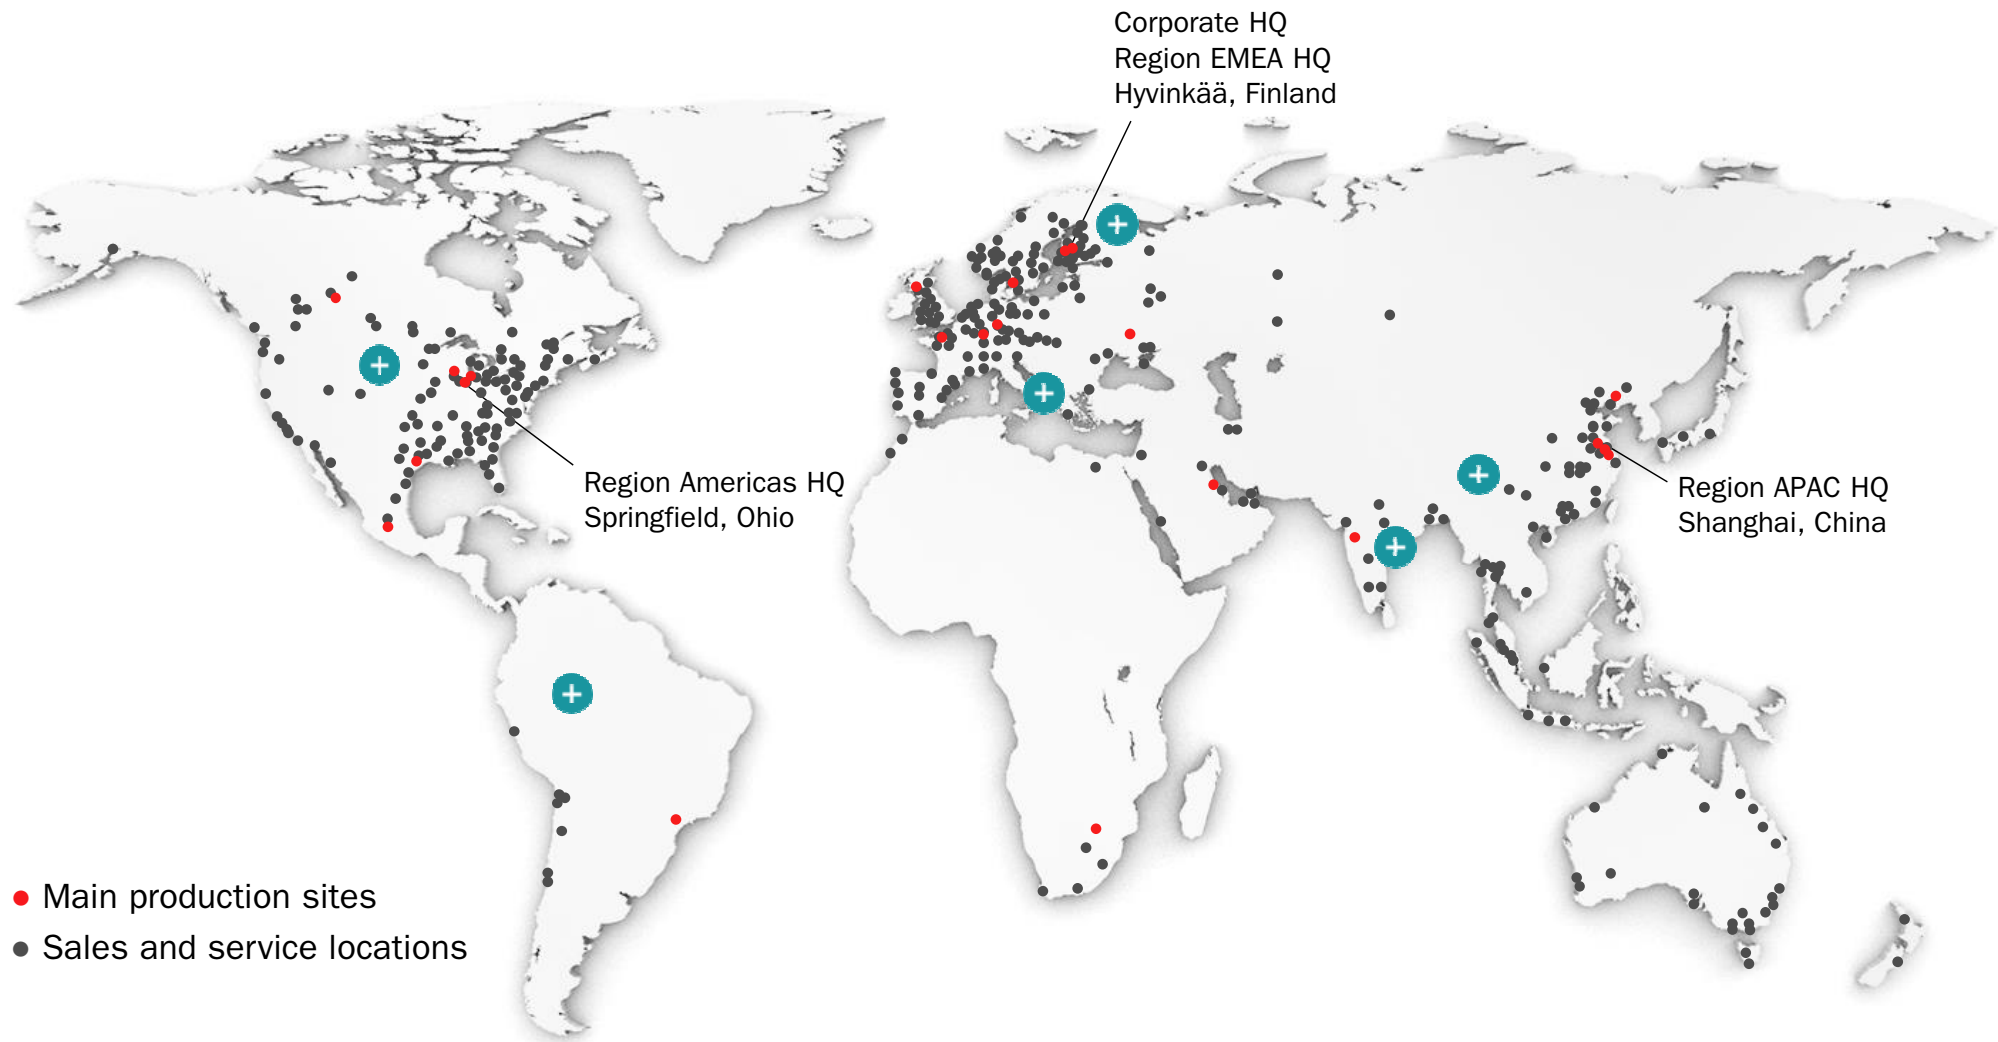 Corporate HQ
Region EMEA HQ
Hyvinkää, Finland
Region Americas HQ
Springfield, Ohio
Region APAC HQ
Shanghai, China
Main production sites
Sales and service locations